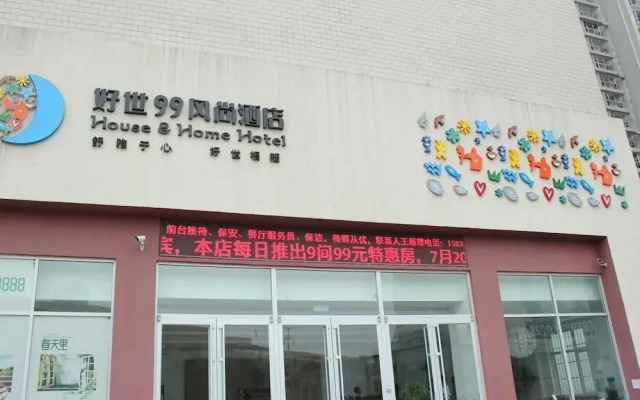 好世99风尚酒店
House & Home Hotel
舒雅于心 好世相随
前台接待、保安、餐厅服务员、保洁，待遇从优，联系人王经理电话：1583
宾，本店每日推出9间99元特惠房，7月20
9888
春天里